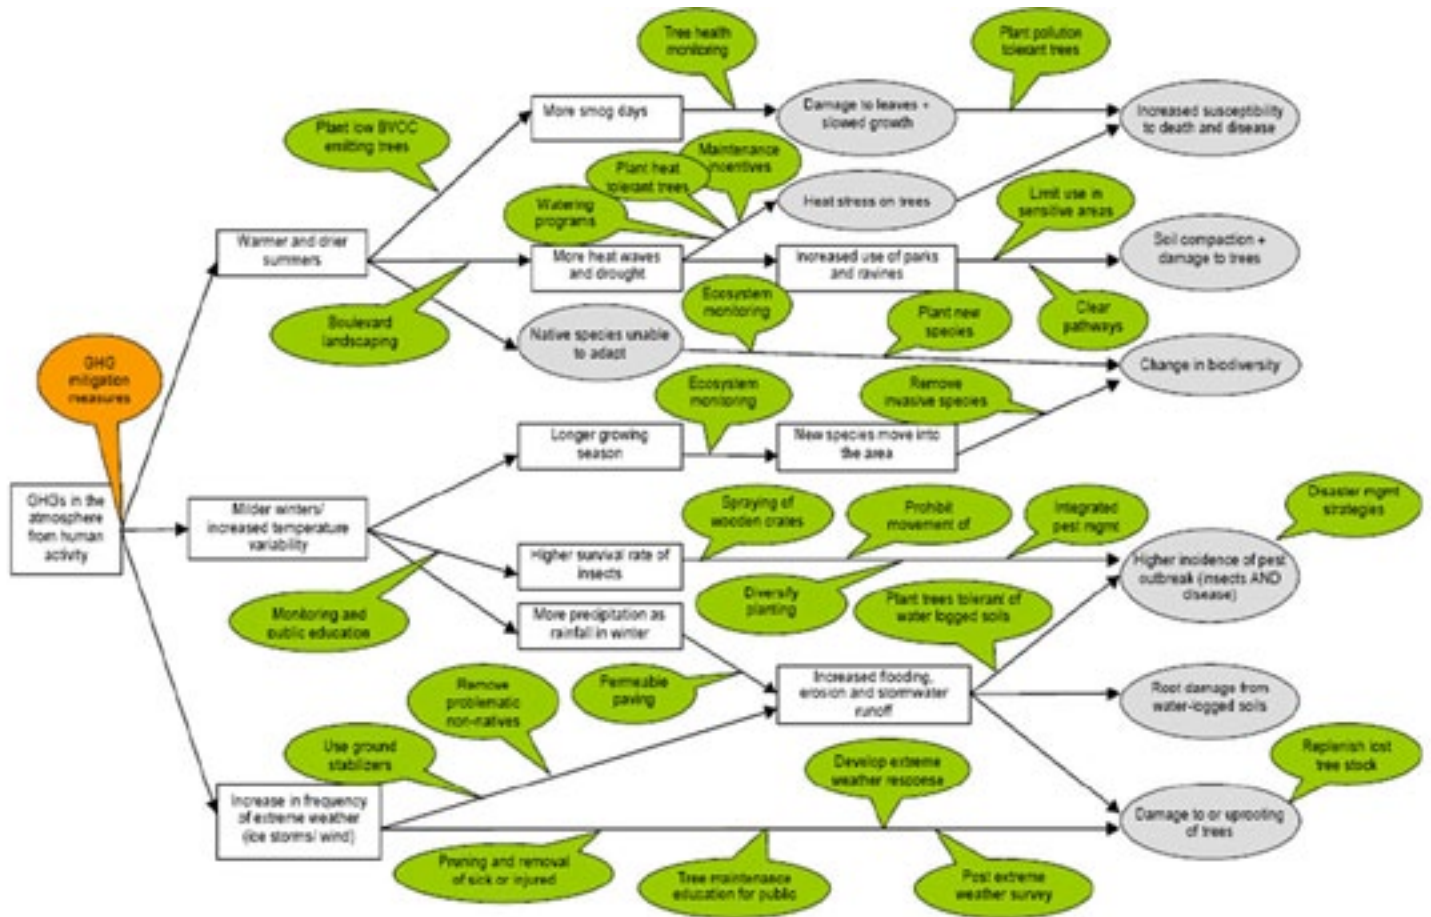 Tree health
monitoring
Plant pollution
tolerant trees
Plant low BVOC
emitting trees
More smog days
Damage to leaves +
slowed growth
Increased susceptibility
to death and disease
Maintenance
incentives
Plant heat
tolerant trees
Watering
programs
Heat stress on trees
Limit use in
sensitive areas
Warmer and drier
summers
More heat waves
and drought
Increased use of parks
and ravines
Soil compaction +
damage to trees
Boulevard
landscaping
Ecosystem
monitoring
Plant new
species
Clear
pathways
Native species unable
to adapt
Change in biodiversity
GHG
mitigation
measures
Ecosystem
monitoring
Remove
invasive species
Longer growing
season
New species move into
the area
GHGs in the
atmosphere
from human
activity
Milder winters/
increased temperature
variability
Spraying of
wooden crates
Prohibit
movement of
Integrated
pest mgmt
Disaster mgmt
strategies
Higher survival rate of
insects
Higher incidence of pest
outbreak (insects AND
disease)
Monitoring and
public education
Diversify
planting
Plant trees tolerant of
water logged soils
More precipitation as
rainfall in winter
Permeable
paving
Increased flooding,
erosion and stormwater
runoff
Root damage from
water-logged soils
Remove
problematic
non-natives
Use ground
stabilizers
Develop extreme
weather response
Replenish lost
tree stock
Increase in frequency
of extreme weather
(ice storms/ wind)
Damage to or uprooting
of trees
Pruning and removal
of sick or injured
Tree maintenance
education for public
Post extreme
weather survey